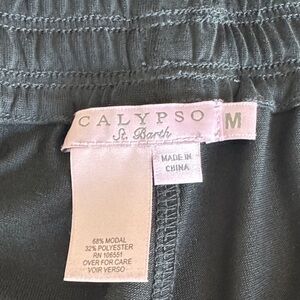 CALYPSO
St. Barth
M
MADE IN
CHINA
68% MODAL
32% POLYESTER
RN 106551
OVER FOR CARE
VOIR VERSO